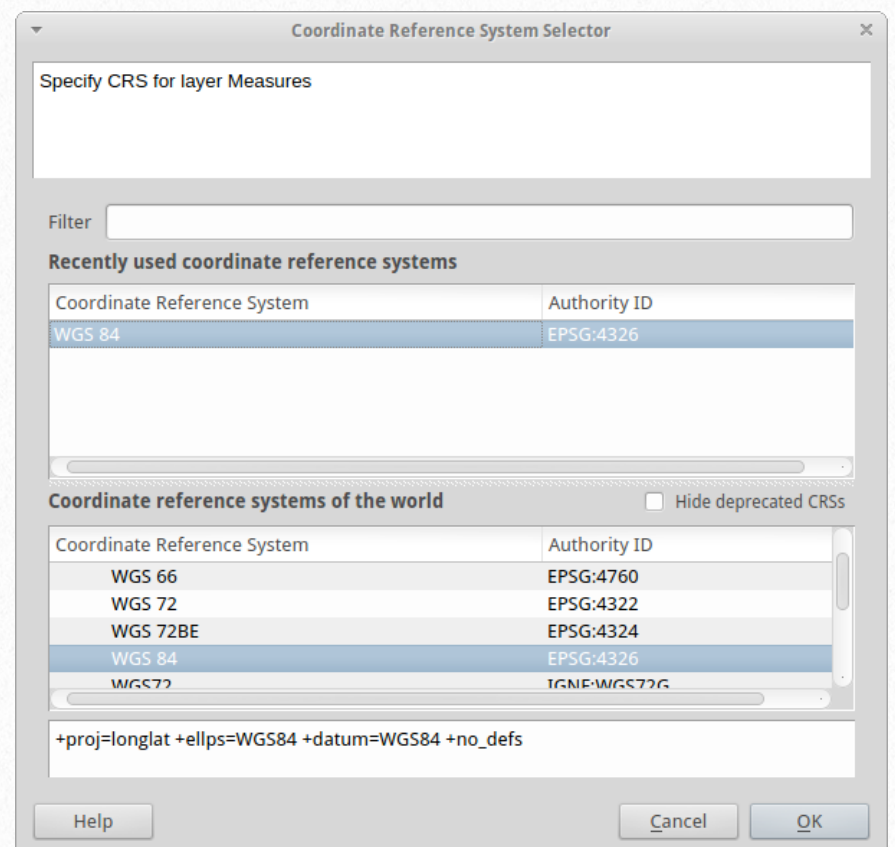 Coordinate Reference System Selector
Specify CRS for layer Measures
Filter
Recently used coordinate reference systems
Coordinate Reference System Authority ID
WGS 84 EPSG:4326
Coordinate reference systems of the world Hide deprecated CRSs
Coordinate Reference System Authority ID
WGS 66 EPSG:4760
WGS 72 EPSG:4322
WGS 72BE EPSG:4324
WGS 84 EPSG:4326
WGS72 IGNF:WGS72G
+proj=longlat +ellps=WGS84 +datum=WGS84 +no_defs
Help Cancel OK